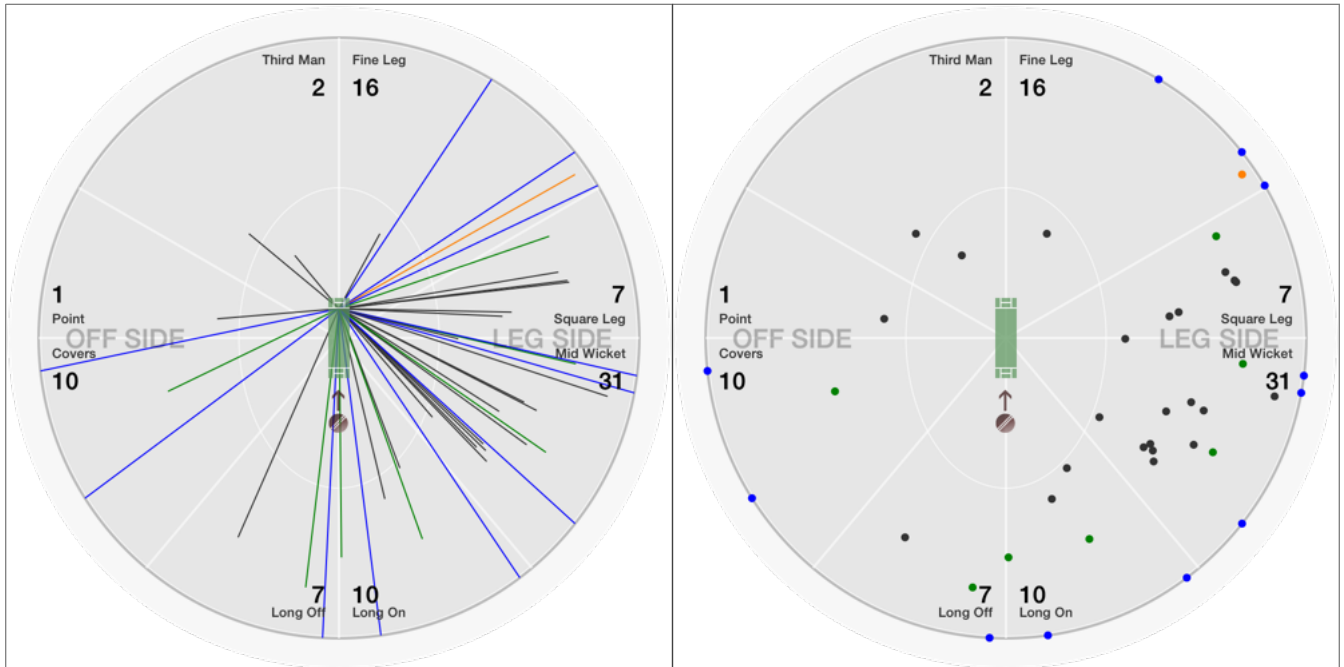 Third Man
Fine Leg
2
16
1
Point
OFF SIDE
Covers
10
7
Square Leg
LEG SIDE
Mid Wicket
31
7
Long Off
10
Long On
Third Man
Fine Leg
2
16
1
Point
OFF SIDE
Covers
10
7
Square Leg
LEG SIDE
Mid Wicket
31
7
Long Off
10
Long On